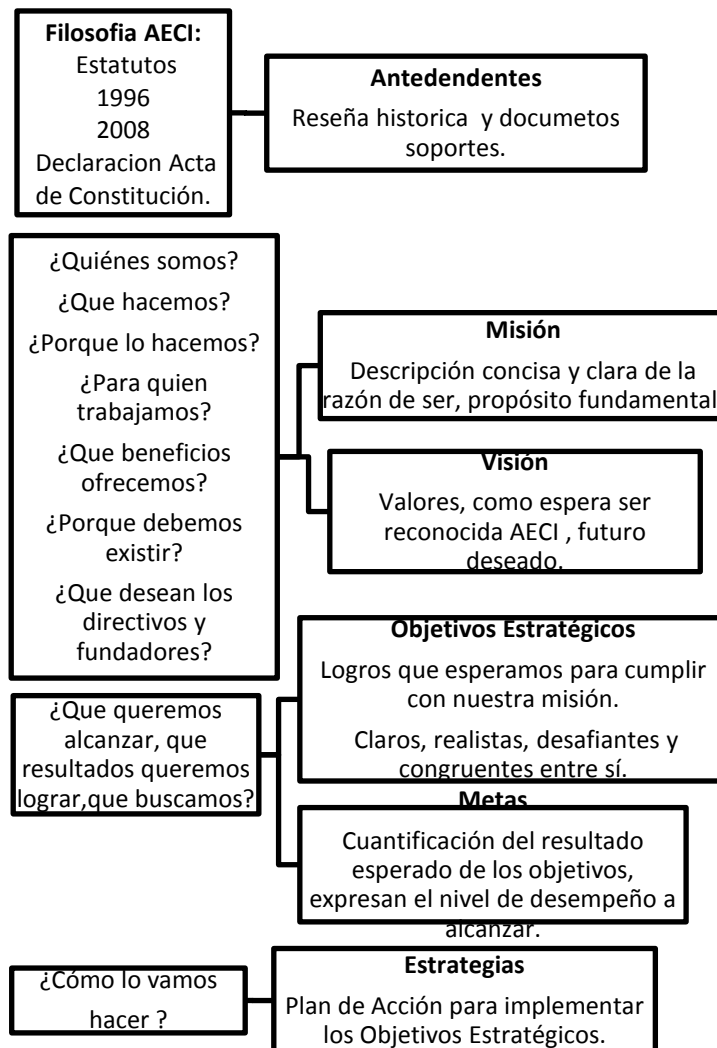 Filosofia AECI:
Estatutos
1996
2008
Declaracion Acta
de Constitución.
Antedendentes
Reseña historica y documetos
soportes.
¿Quiénes somos?
¿Que hacemos?
¿Porque lo hacemos?
¿Para quien
trabajamos?
¿Que beneficios
ofrecemos?
¿Porque debemos
existir?
¿Que desean los
directivos y
fundadores?
Misión
Descripción concisa y clara de la
razón de ser, propósito fundamental
Visión
Valores, como espera ser
reconocida AECI , futuro
deseado.
¿Que queremos
alcanzar, que
resultados queremos
lograr,que buscamos?
Objetivos Estratégicos
Logros que esperamos para cumplir
con nuestra misión.
Claros, realistas, desafiantes y
congruentes entre sí.
Metas
Cuantificación del resultado
esperado de los objetivos,
expresan el nivel de desempeño a
alcanzar.
¿Cómo lo vamos
hacer ?
Estrategias
Plan de Acción para implementar
los Objetivos Estratégicos.